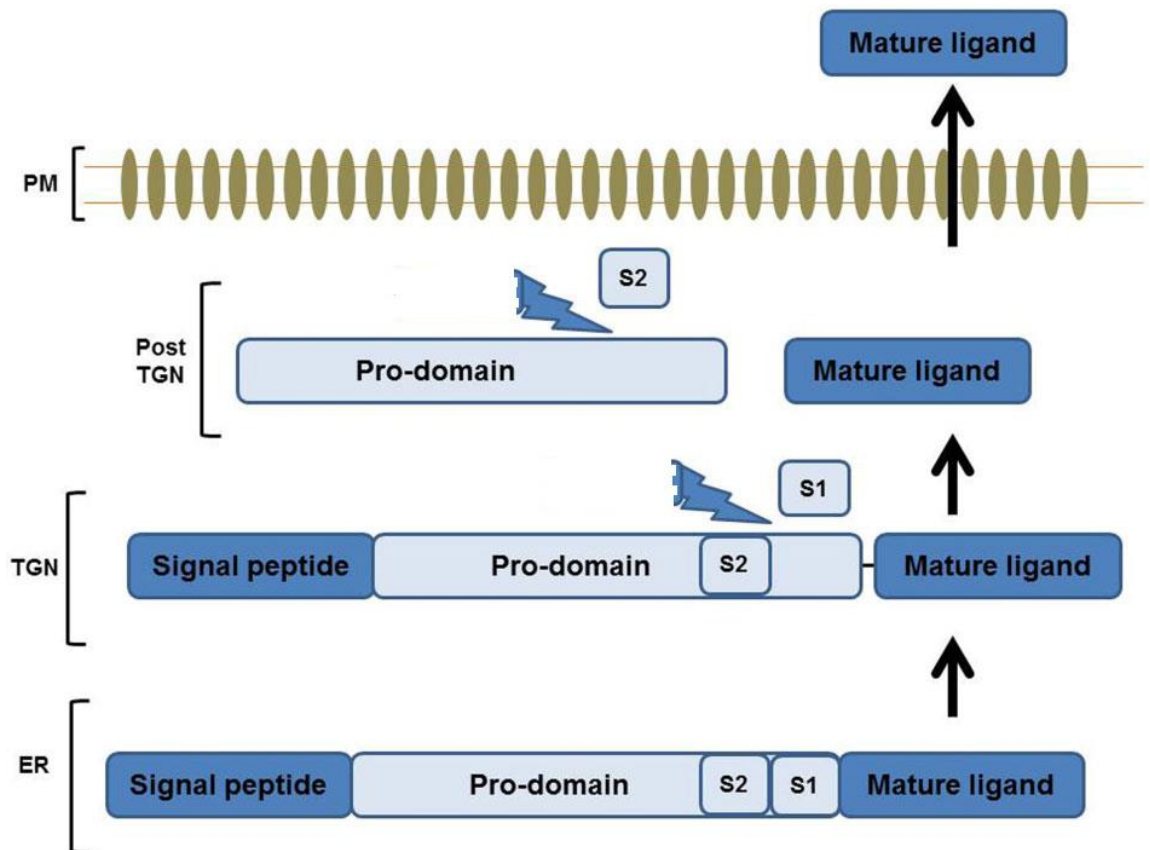 Mature ligand
PM
S2
Post
TGN
Pro-domain
Mature ligand
S1
TGN
Signal peptide
Pro-domain
S2
Mature ligand
ER
Signal peptide
Pro-domain
S2
S1
Mature ligand